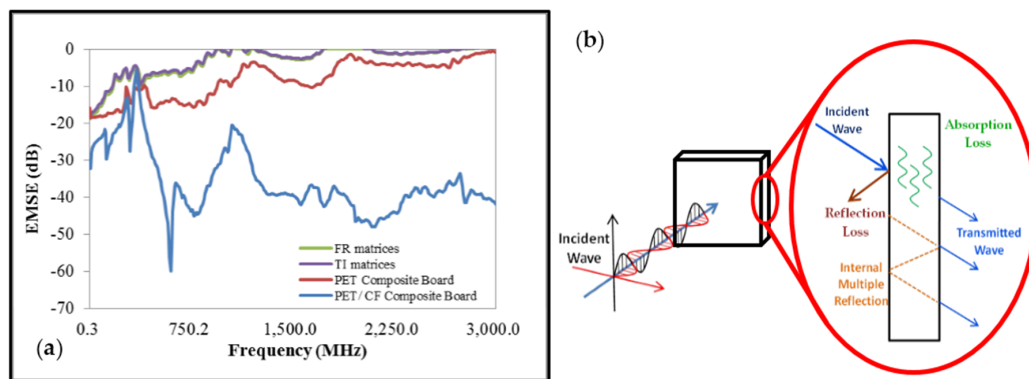 (a)
EMSE (dB)
0
-10
-20
-30
-40
-50
-60
-70
FR matrices
TI matrices
PET Composite Board
PET/ CF Composite Board
0.3 750.2 1,500.0 2,250.0 3,000.0
Frequency (MHz)
(b)
Incident
Wave
Incident
Wave
Absorption
Loss
Reflection
Loss
Transmitted
Wave
Internal
Multiple
Reflection